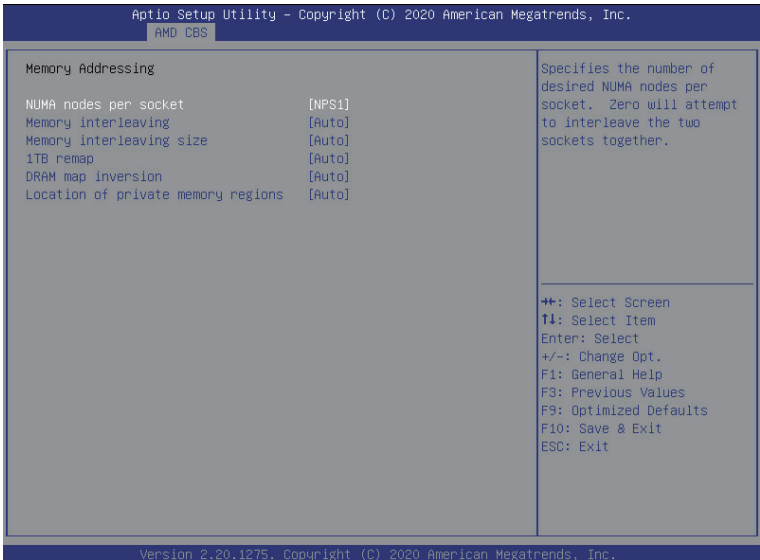 Aptio Setup Utility – Copyright (C) 2020 American Megatrends, Inc.
AMD CBS
Memory Addressing
NUMA nodes per socket [NPS1]
Memory interleaving [Auto]
Memory interleaving size [Auto]
1TB remap [Auto]
DRAM map inversion [Auto]
Location of private memory regions [Auto]
Specifies the number of
desired NUMA nodes per
socket. Zero will attempt
to interleave the two
sockets together.
→←: Select Screen
↑↓: Select Item
Enter: Select
+/-: Change Opt.
F1: General Help
F3: Previous Values
F9: Optimized Defaults
F10: Save & Exit
ESC: Exit
Version 2.20.1275. Copyright (C) 2020 American Megatrends, Inc.